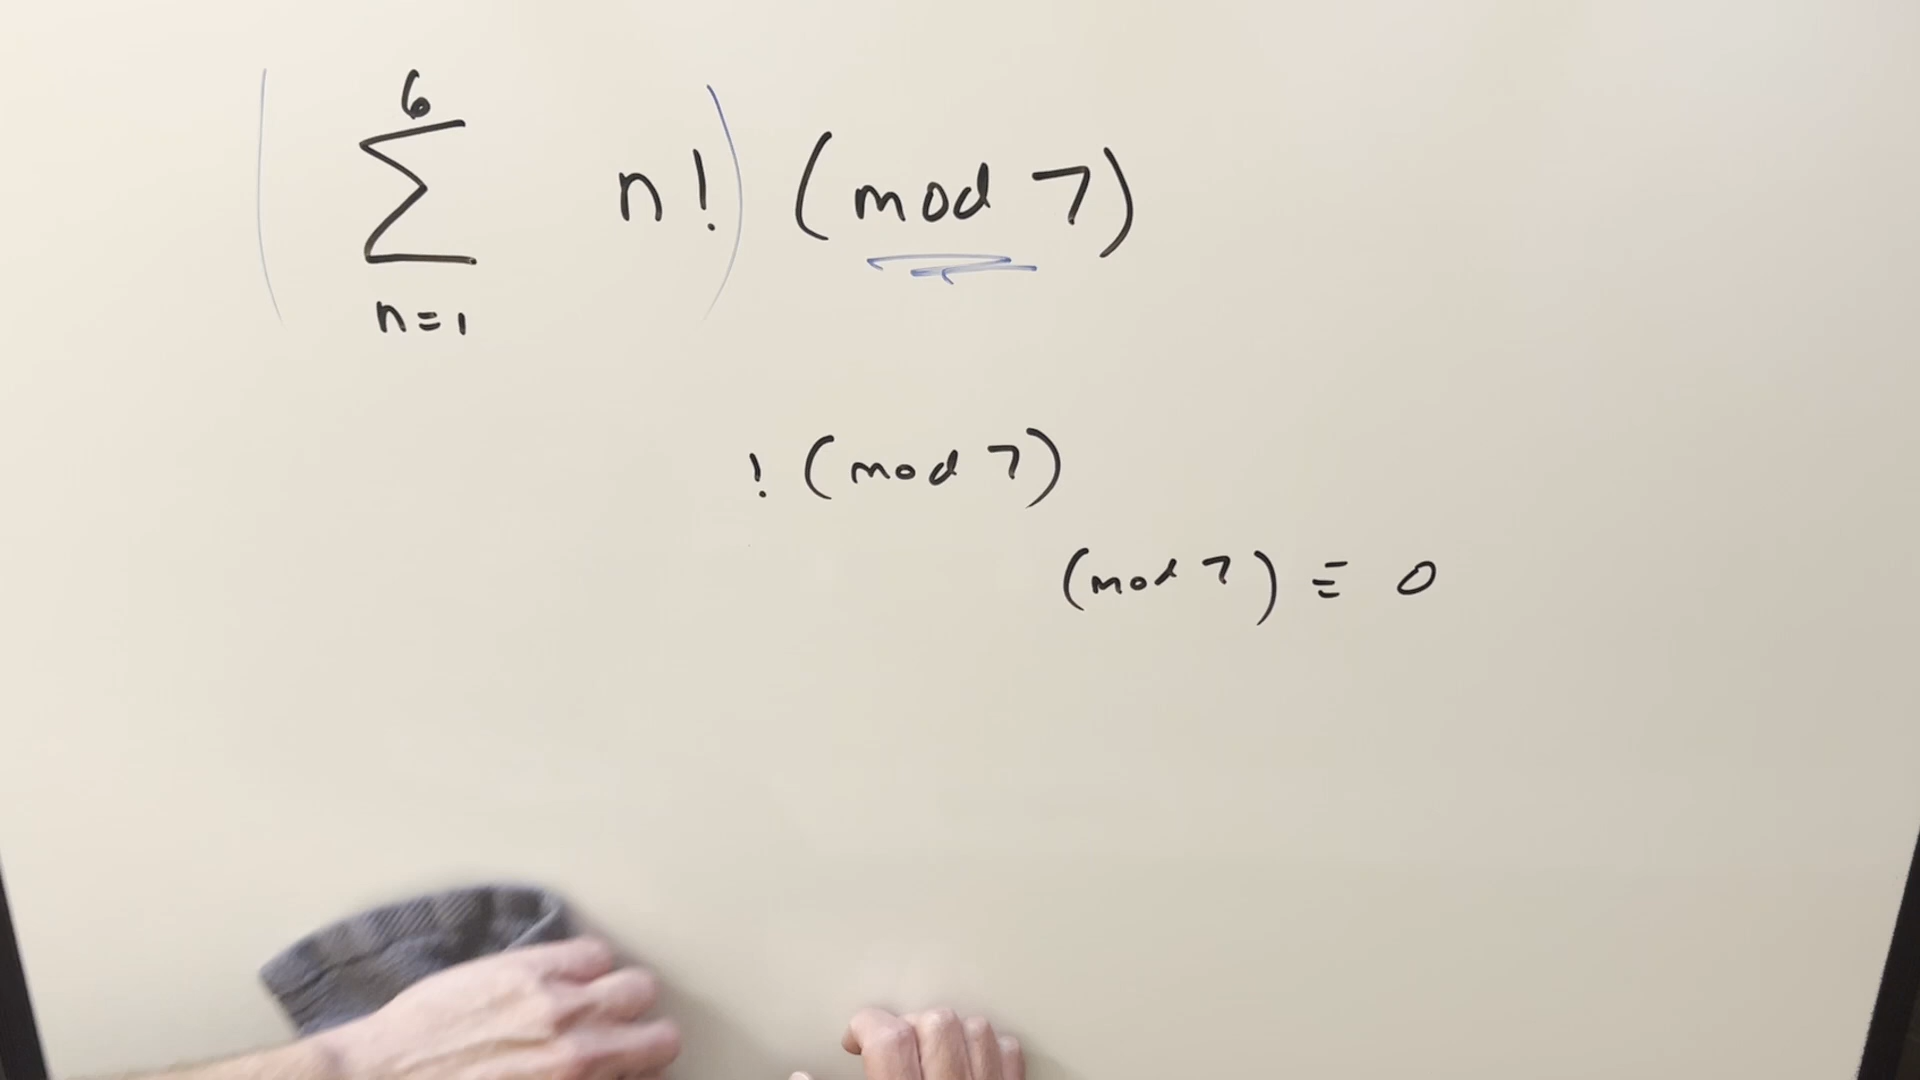 6
( Σ n! ) (mod 7)
n=1
! (mod 7)
(mod 7) ≡ 0